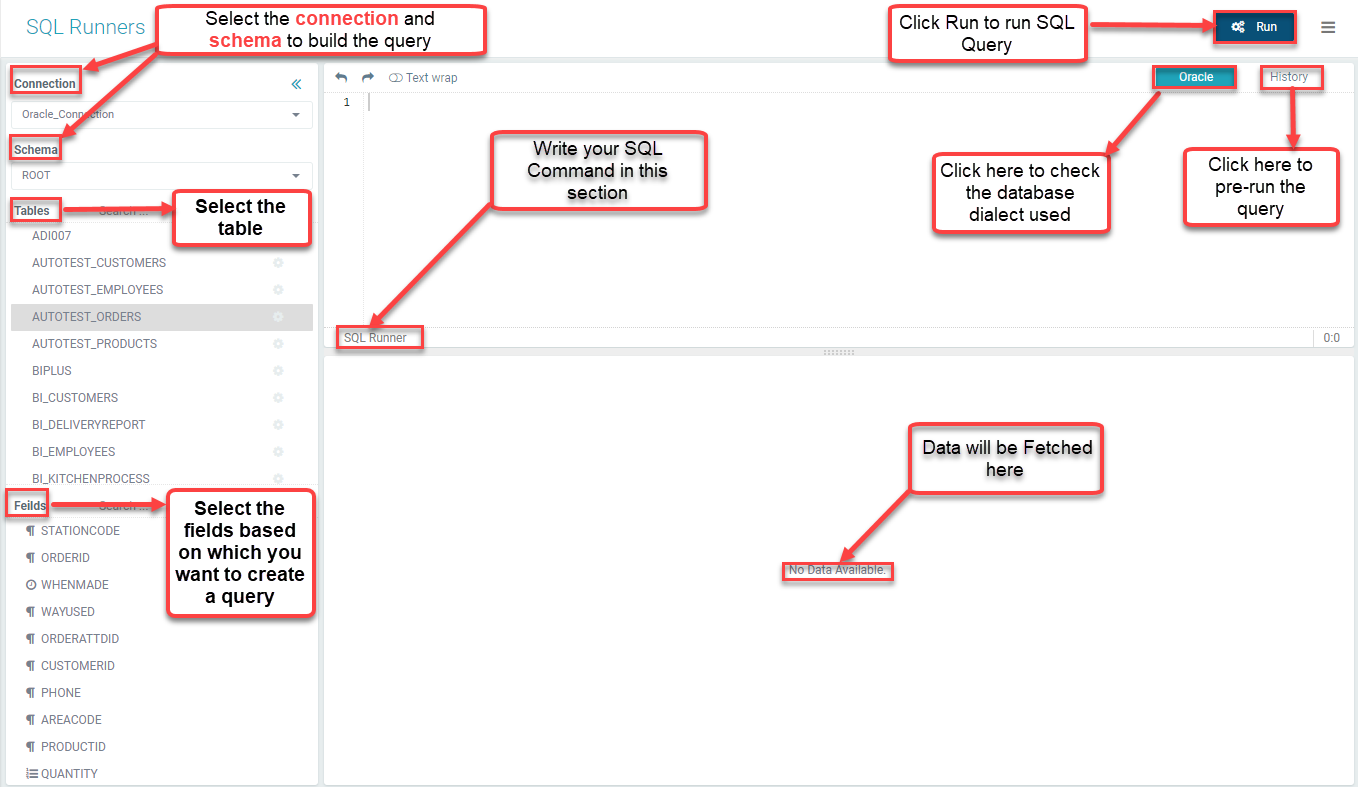 SQL Runners
Select the connection and
schema to build the query
Click Run to run SQL
Query
Run
Connection
Oracle_Connection
Schema
ROOT
Tables
Search ...
Select the
table
ADI007
AUTOTEST_CUSTOMERS
AUTOTEST_EMPLOYEES
AUTOTEST_ORDERS
AUTOTEST_PRODUCTS
BIPLUS
BI_CUSTOMERS
BI_DELIVERYREPORT
BI_EMPLOYEES
BI_KITCHENPROCESS
Feilds
Search ...
Select the
fields based
on which you
want to create
a query
STATIONCODE
ORDERID
WHENMADE
WAYUSED
ORDERATTDID
CUSTOMERID
PHONE
AREACODE
PRODUCTID
QUANTITY
Text wrap
Oracle
History
1
Write your SQL
Command in this
section
Click here to check
the database
dialect used
Click here to
pre-run the
query
SQL Runner
0:0
Data will be Fetched
here
No Data Available.